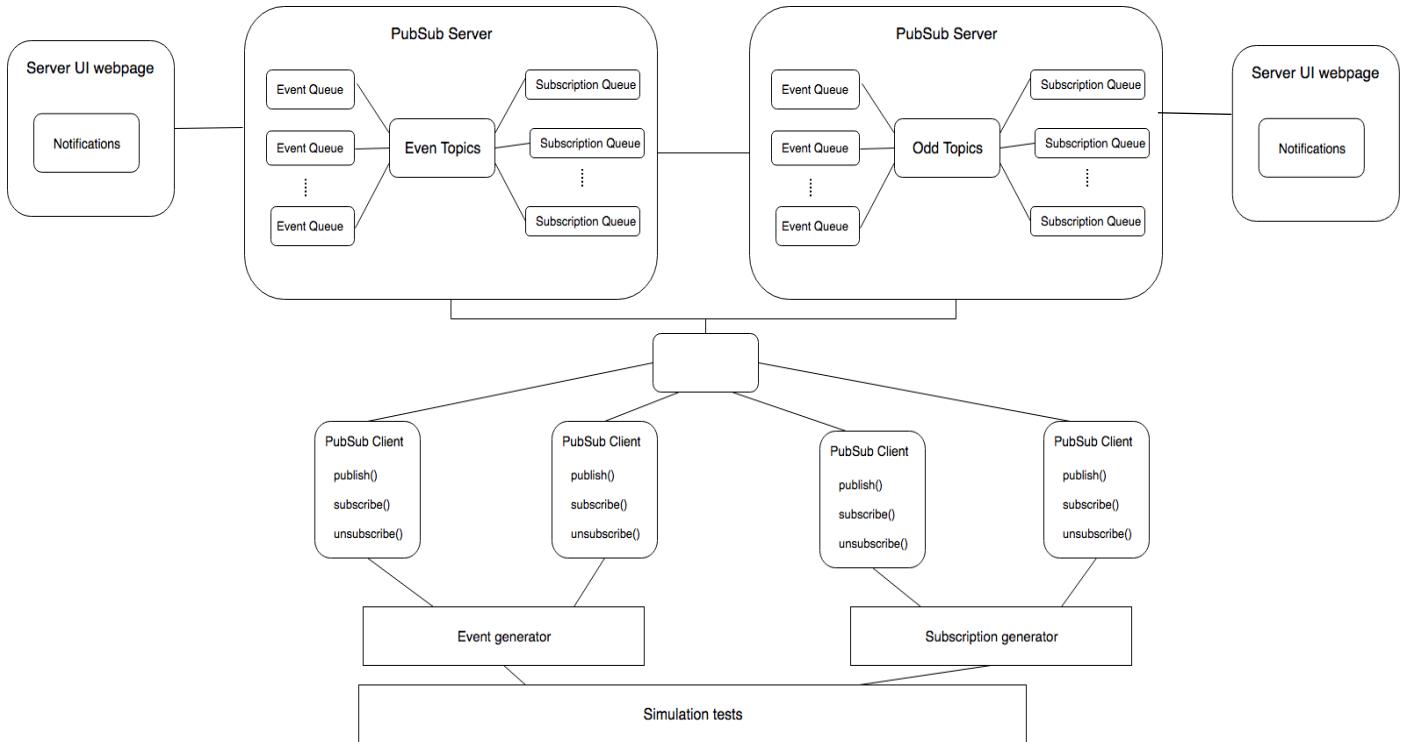 PubSub Server
PubSub Server
Server UI webpage
Server UI webpage
Notifications
Notifications
Event Queue
Event Queue
Event Queue
Even Topics
Subscription Queue
Subscription Queue
Subscription Queue
Event Queue
Event Queue
Event Queue
Odd Topics
Subscription Queue
Subscription Queue
Subscription Queue
PubSub Client
publish()
subscribe()
unsubscribe()
PubSub Client
publish()
subscribe()
unsubscribe()
PubSub Client
publish()
subscribe()
unsubscribe()
PubSub Client
publish()
subscribe()
unsubscribe()
Event generator
Subscription generator
Simulation tests